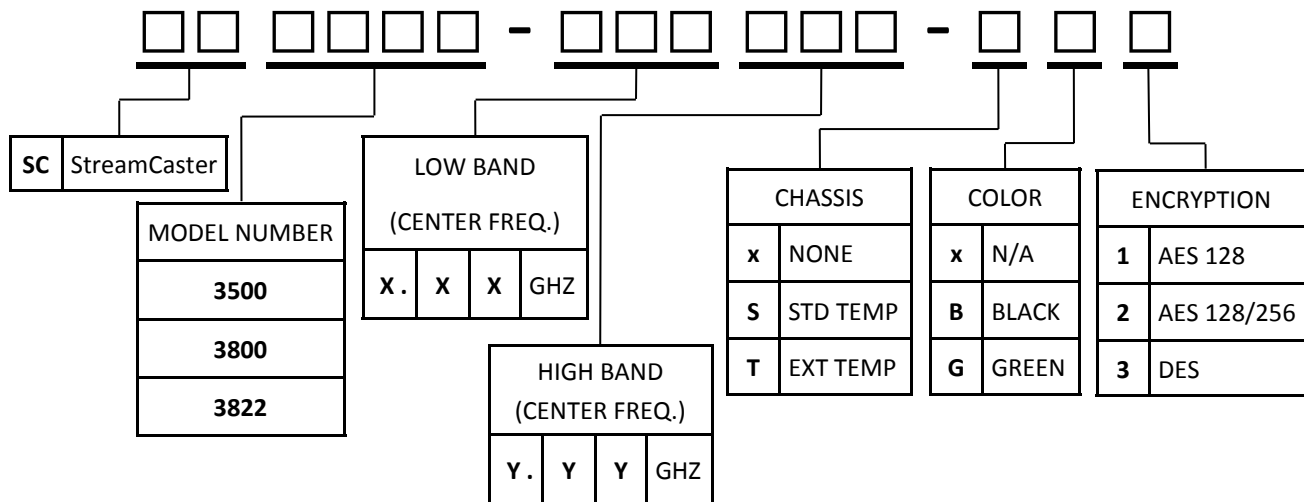 - -
SC StreamCaster
MODEL NUMBER
3500
3800
3822
LOW BAND
(CENTER FREQ.)
X. X X GHZ
HIGH BAND
(CENTER FREQ.)
Y. Y Y GHZ
CHASSIS
x NONE
S STD TEMP
T EXT TEMP
COLOR
x N/A
B BLACK
G GREEN
ENCRYPTION
1 AES 128
2 AES 128/256
3 DES